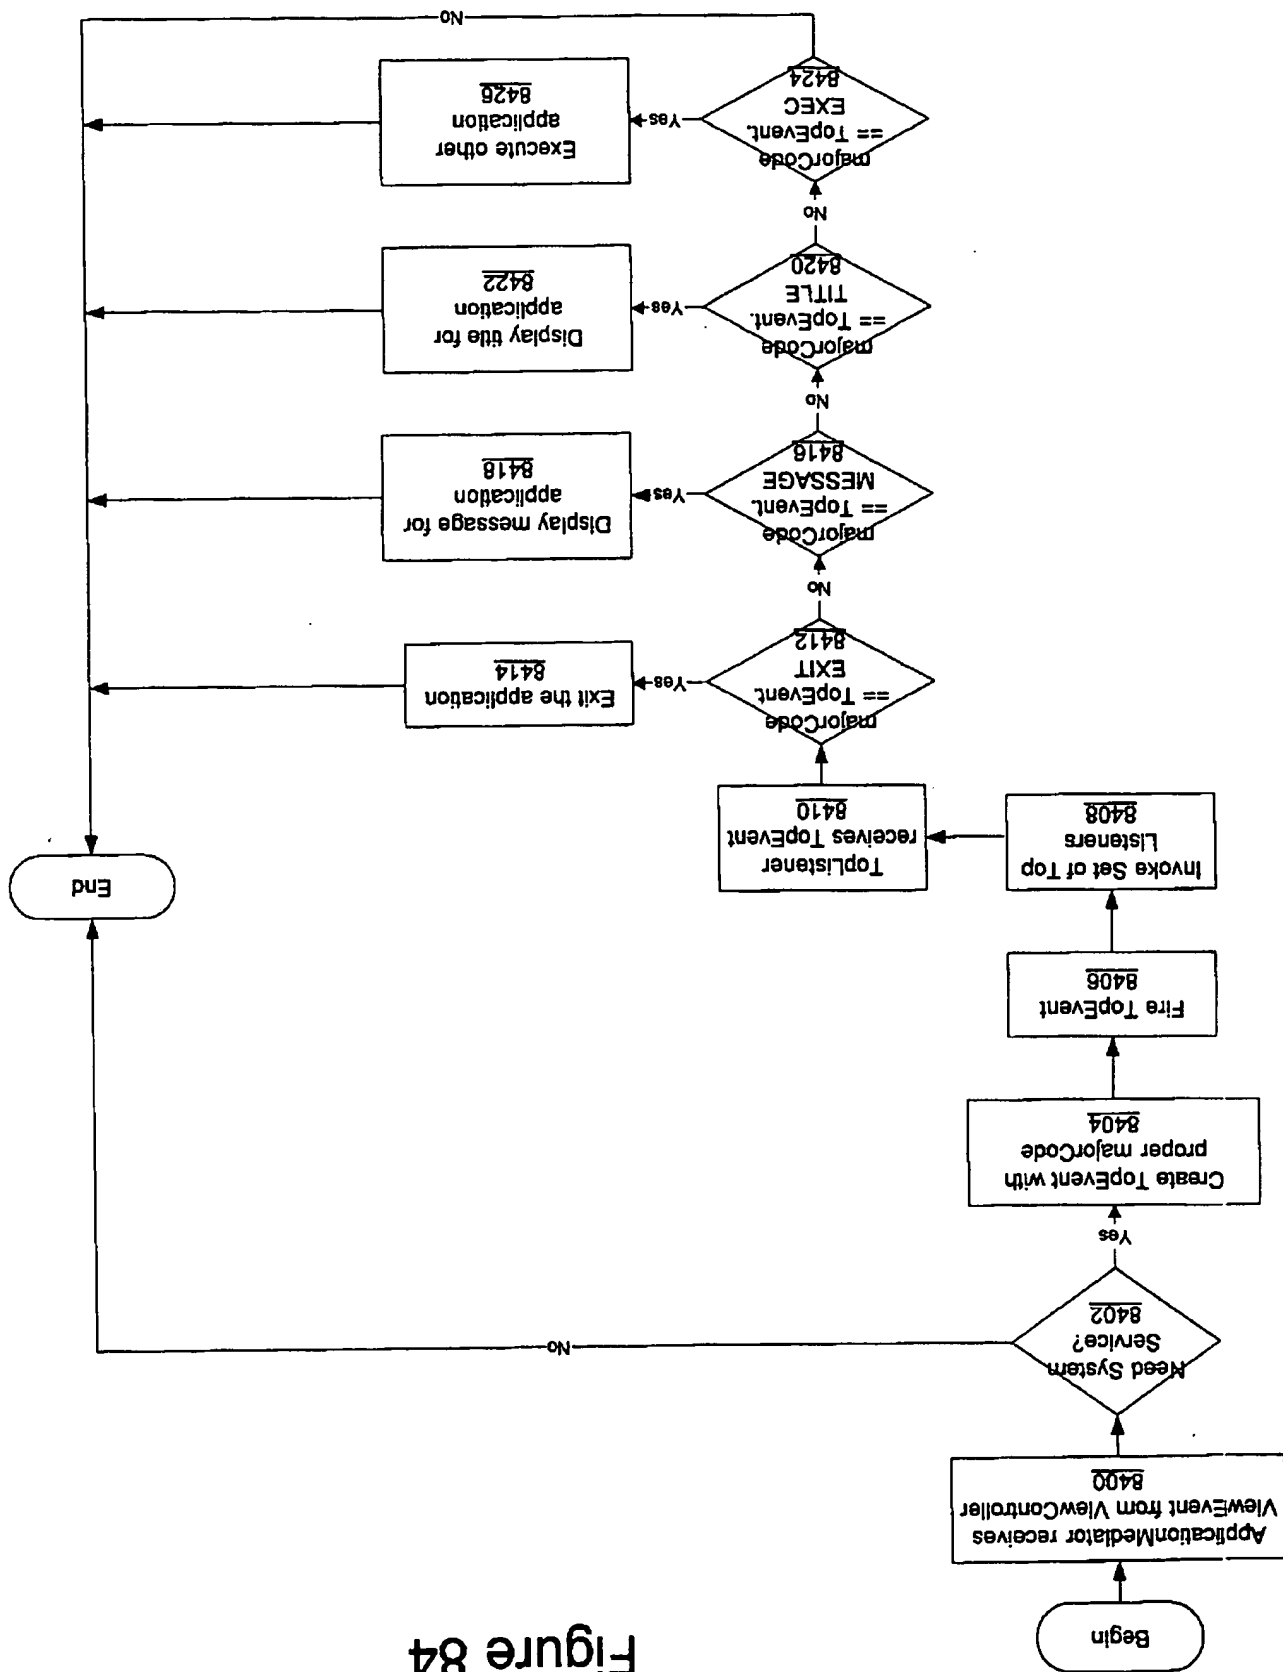 Figure 84
Begin
ApplicationMediator receives
ViewEvent from ViewController
8400
Need System
Service?
8402
No
Yes
Create TopEvent with
proper majorCode
8404
Fire TopEvent
8406
Invoke Set of Top
Listeners
8408
TopListener
receives TopEvent
8410
End
majorCode
== TopEvent.
EXIT
8412
Yes
Exit the application
8414
No
majorCode
== TopEvent.
MESSAGE
8416
Yes
Display message for
application
8418
No
majorCode
== TopEvent.
TITLE
8420
Yes
Display title for
application
8422
No
majorCode
== TopEvent.
EXEC
8424
Yes
Execute other
application
8426
No